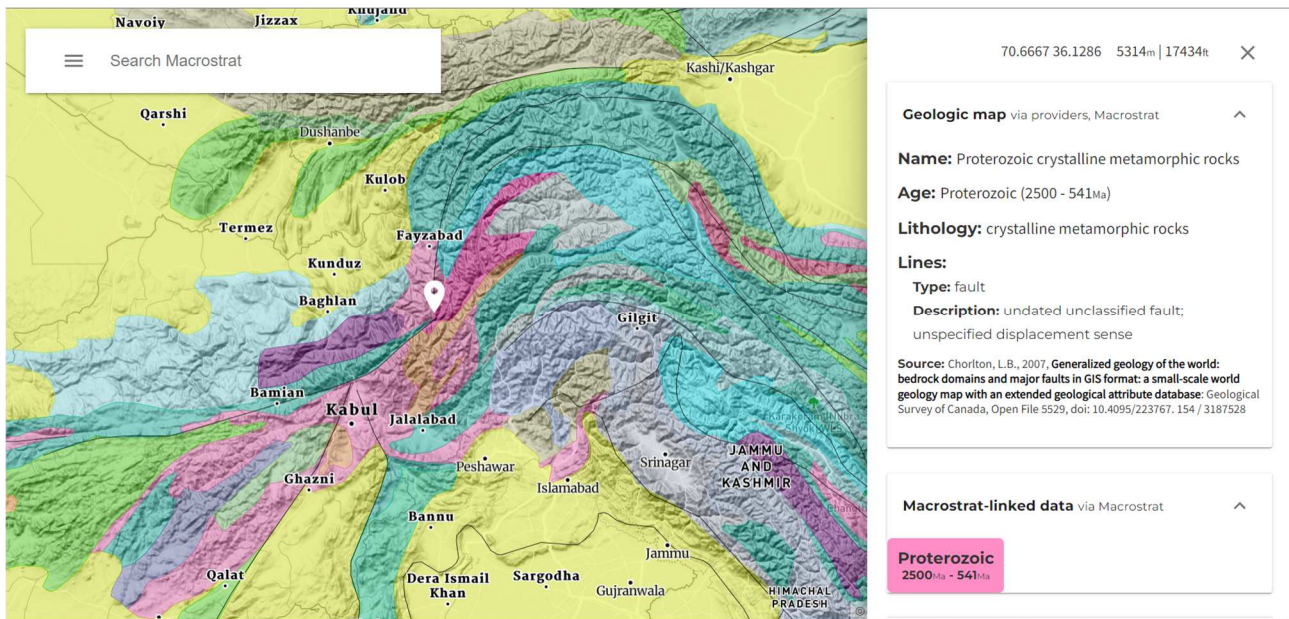 Navoiy
Jizzax
Khujand
Search Macrostrat
Kashi/Kashgar
Qarshi
Dushanbe
Kulob
Termez
Fayzabad
Kunduz
Baghlan
Gilgit
Bamian
Kabul
Jalalabad
Peshawar
Srinagar
JAMMU
AND
KASHMIR
Ghazni
Islamabad
Bannu
Jammu
Qalat
Dera Ismail
Khan
Sargodha
Gujranwala
HIMACHAL
PRADESH
70.6667 36.1286 5314m | 17434ft
Geologic map via providers, Macrostrat
Name: Proterozoic crystalline metamorphic rocks
Age: Proterozoic (2500 - 541Ma)
Lithology: crystalline metamorphic rocks
Lines:
Type: fault
Description: undated unclassified fault;
unspecified displacement sense
Source: Chorlton, L.B., 2007, Generalized geology of the world:
bedrock domains and major faults in GIS format: a small-scale world
geology map with an extended geological attribute database: Geological
Survey of Canada, Open File 5529, doi: 10.4095/223767. 154 / 3187528
Macrostrat-linked data via Macrostrat
Proterozoic
2500Ma - 541Ma